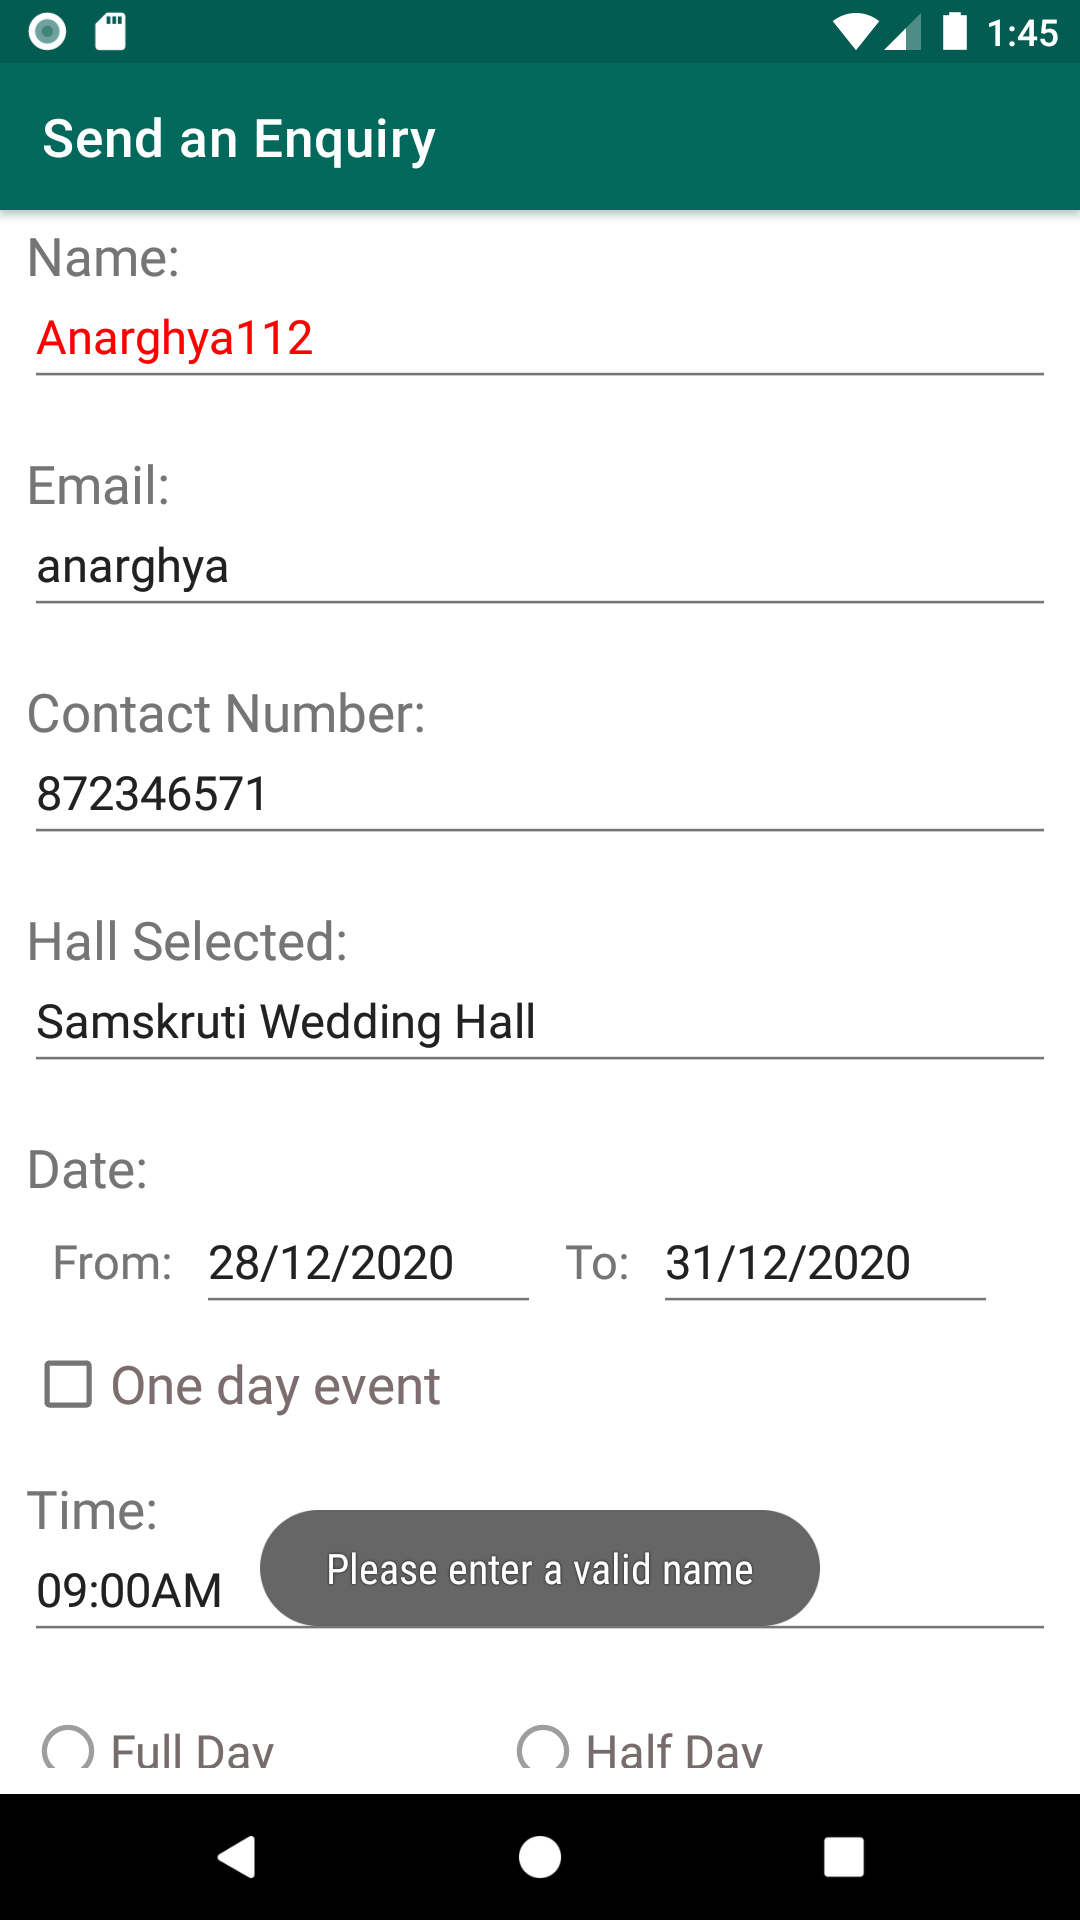 1:45
Send an Enquiry
Name:
Anarghya112
Email:
anarghya
Contact Number:
872346571
Hall Selected:
Samskruti Wedding Hall
Date:
From: 28/12/2020 To: 31/12/2020
One day event
Time:
09:00AM
Please enter a valid name
Full Day Half Day